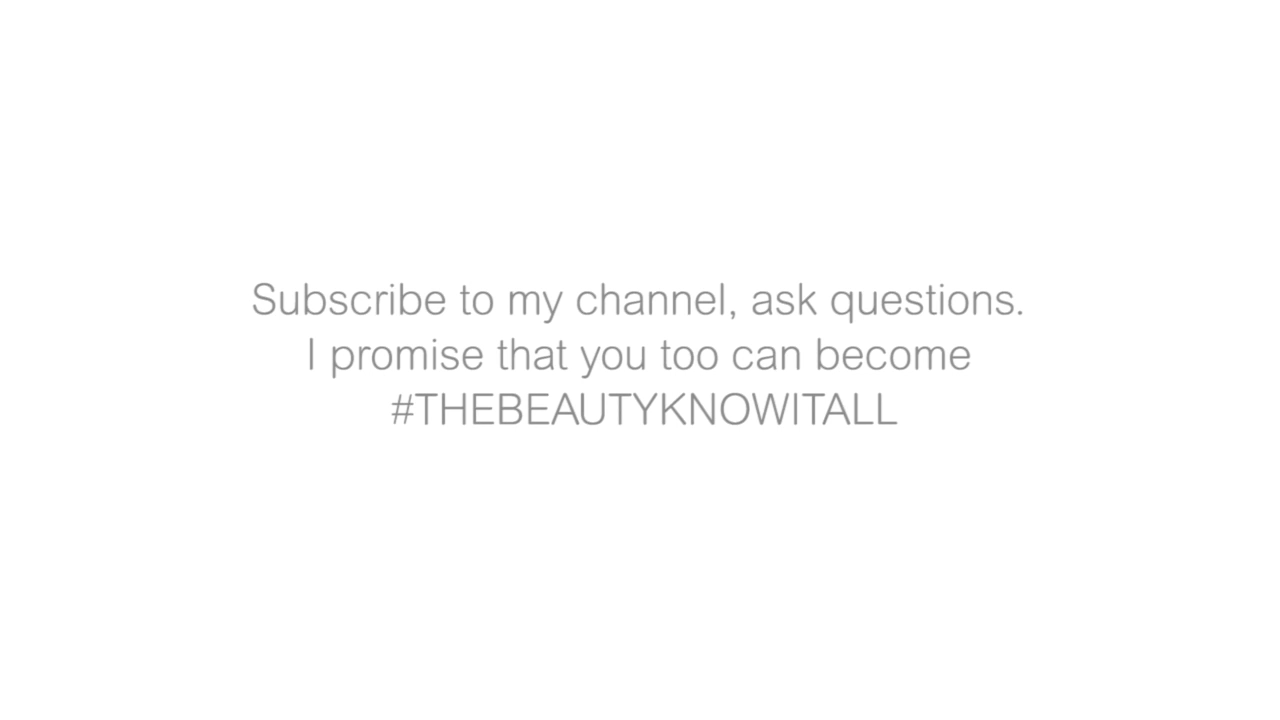 Subscribe to my channel, ask questions.
I promise that you too can become
#THEBEAUTYKNOWITALL